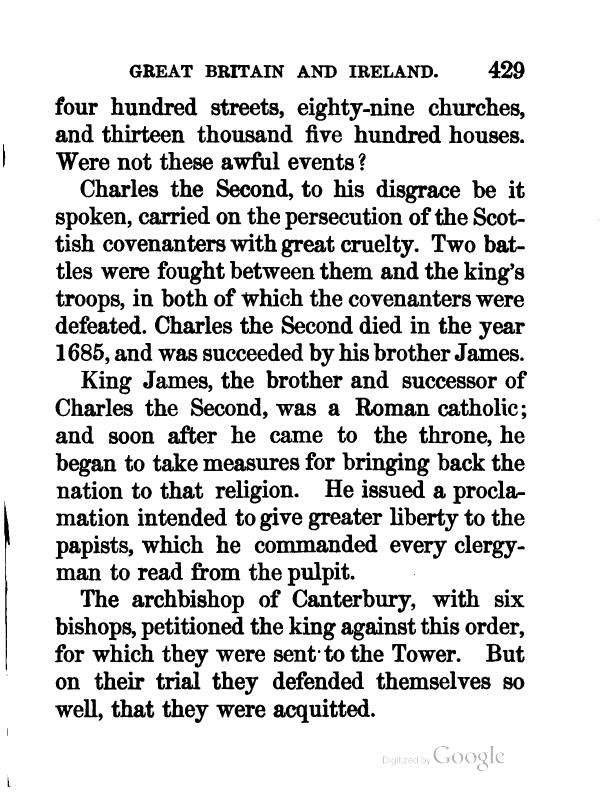 GREAT BRITAIN AND IRELAND. 429
four hundred streets, eighty-nine churches,
and thirteen thousand five hundred houses.
Were not these awful events?
Charles the Second, to his disgrace be it
spoken, carried on the persecution of the Scot-
tish covenanters with great cruelty. Two bat-
tles were fought between them and the king's
troops, in both of which the covenanters were
defeated. Charles the Second died in the year
1685, and was succeeded by his brother James.
King James, the brother and successor of
Charles the Second, was a Roman catholic;
and soon after he came to the throne, he
began to take measures for bringing back the
nation to that religion. He issued a procla-
mation intended to give greater liberty to the
papists, which he commanded every clergy-
man to read from the pulpit.
The archbishop of Canterbury, with six
bishops, petitioned the king against this order,
for which they were sent to the Tower. But
on their trial they defended themselves so
well, that they were acquitted.
Digitized by Google